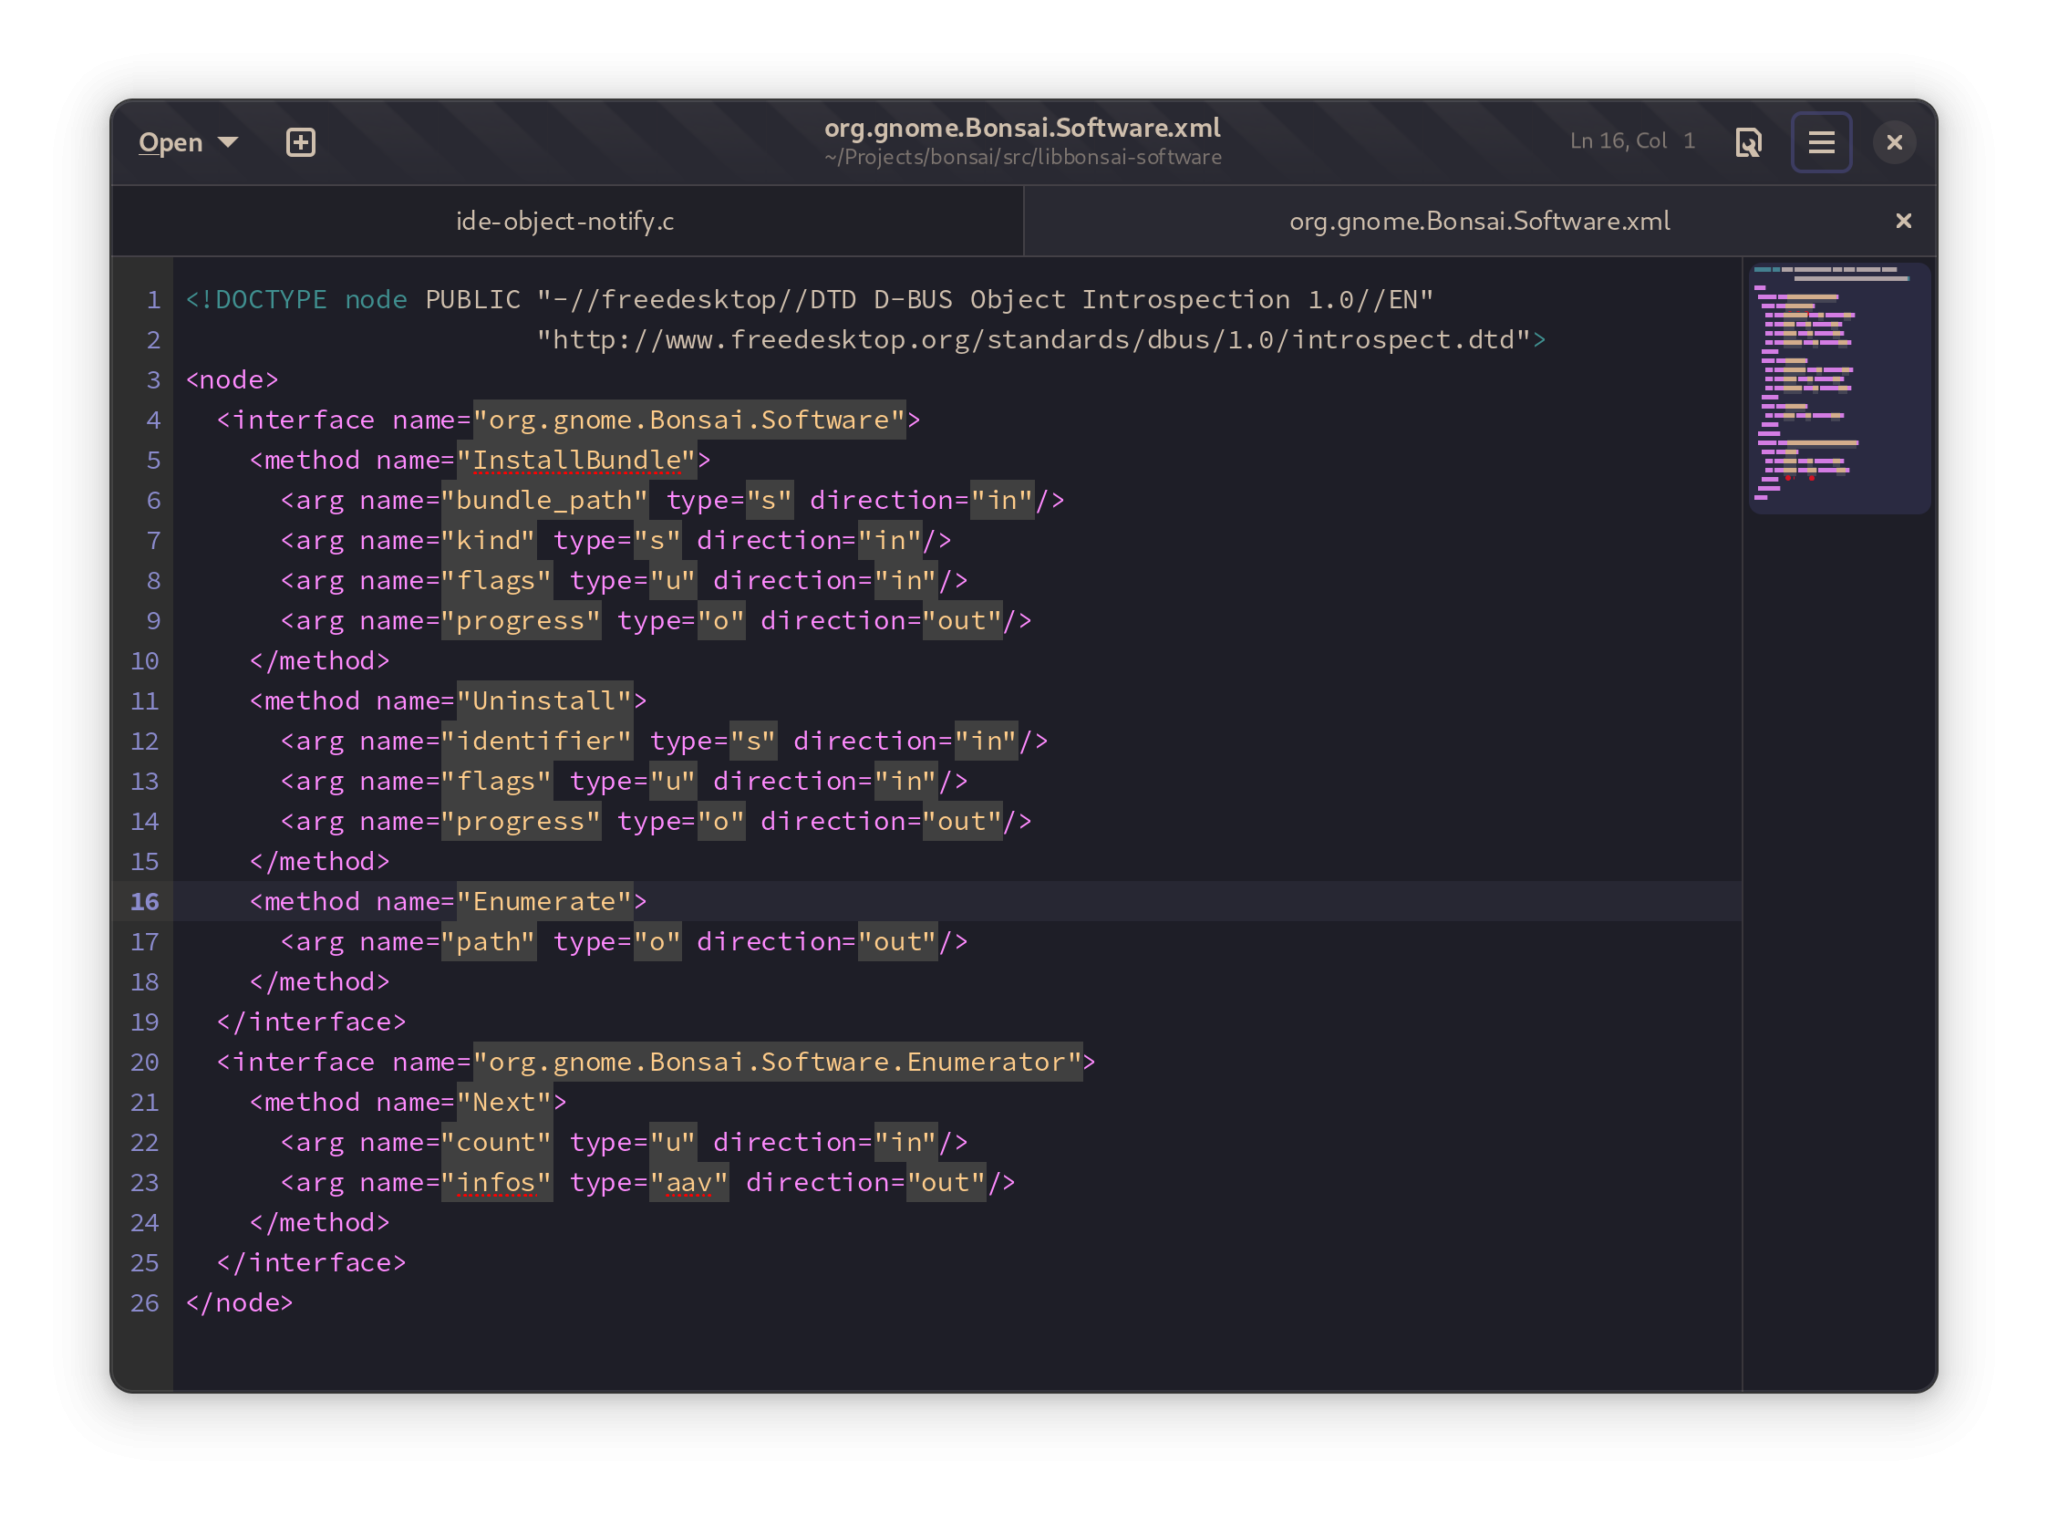 Open
org.gnome.Bonsai.Software.xml
~/Projects/bonsai/src/libbonsai-software
Ln 16, Col 1
ide-object-notify.c
org.gnome.Bonsai.Software.xml
1 <!DOCTYPE node PUBLIC "-//freedesktop//DTD D-BUS Object Introspection 1.0//EN"
2                       "http://www.freedesktop.org/standards/dbus/1.0/introspect.dtd">
3 <node>
4   <interface name="org.gnome.Bonsai.Software">
5     <method name="InstallBundle">
6       <arg name="bundle_path" type="s" direction="in"/>
7       <arg name="kind" type="s" direction="in"/>
8       <arg name="flags" type="u" direction="in"/>
9       <arg name="progress" type="o" direction="out"/>
10     </method>
11     <method name="Uninstall">
12       <arg name="identifier" type="s" direction="in"/>
13       <arg name="flags" type="u" direction="in"/>
14       <arg name="progress" type="o" direction="out"/>
15     </method>
16     <method name="Enumerate">
17       <arg name="path" type="o" direction="out"/>
18     </method>
19   </interface>
20   <interface name="org.gnome.Bonsai.Software.Enumerator">
21     <method name="Next">
22       <arg name="count" type="u" direction="in"/>
23       <arg name="infos" type="aav" direction="out"/>
24     </method>
25   </interface>
26 </node>